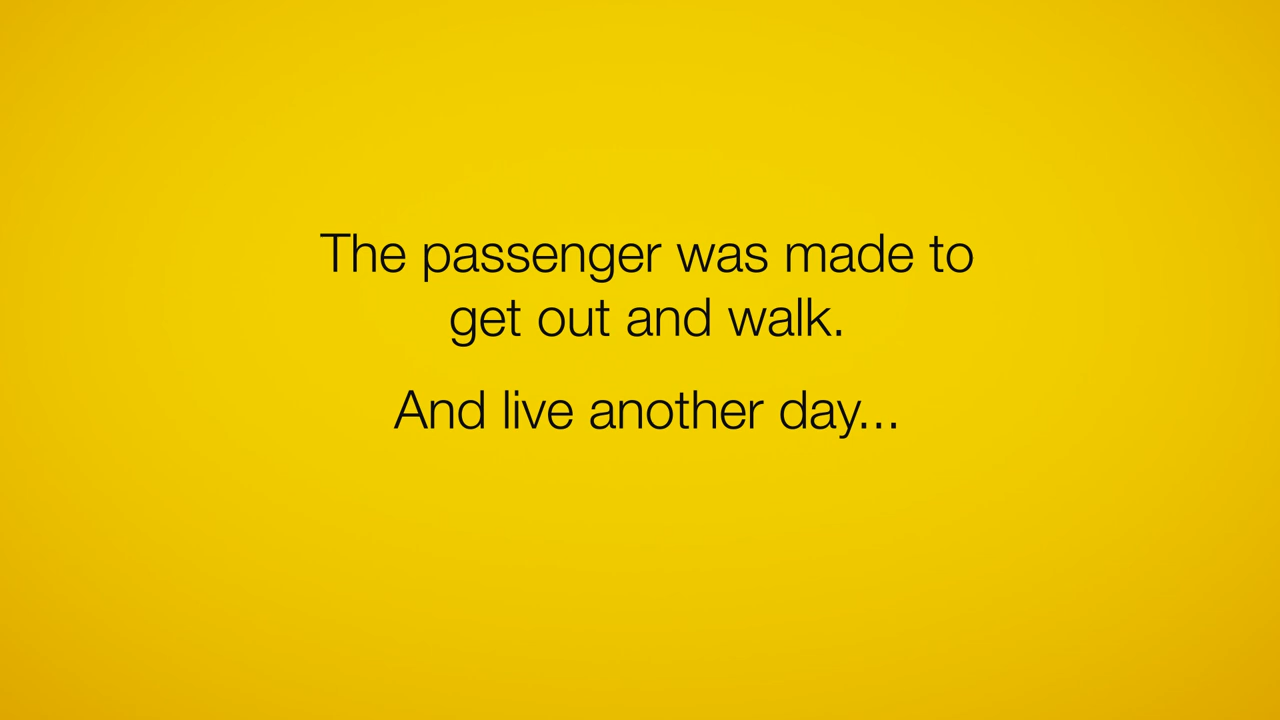 The passenger was made to
get out and walk.
And live another day...